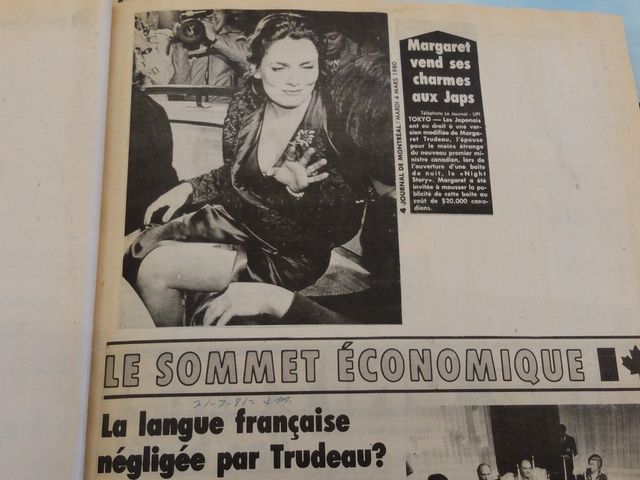 Margaret
vend ses
charmes
aux Japs
Téléphoto Le Journal - UPI
TOKYO — Les Japonais
ont eu droit à une ver-
sion modifiée de Marga-
ret Trudeau, l'épouse
pour le moins étrange
du nouveau premier mi-
nistre canadien, lors de
l'ouverture d'une boîte
de nuit, le «Night
Story». Margaret a été
invitée à mousser la pu-
blicité de cette boîte au
coût de $20,000 cana-
diens.
4 JOURNAL DE MONTRÉAL/MARDI 4 MARS 1980
LE SOMMET ÉCONOMIQUE
21-7-81= J.M.
La langue française
négligée par Trudeau?